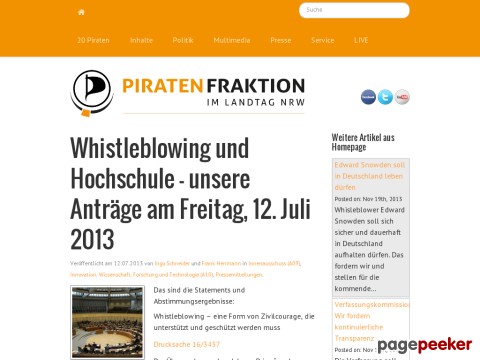 Suche
20 Piraten Inhalte Politik Multimedia Presse Service LIVE
PIRATENFRAKTION
IM LANDTAG NRW
Whistleblowing und
Hochschule - unsere
Anträge am Freitag, 12. Juli
2013
Veröffentlicht am 12.07.2013 von Ingo Schneider und Frank Herrmann in Innenausschuss (A09),
Innovation, Wissenschaft, Forschung und Technologie (A10), Pressemitteilungen.
Das sind die Statements und
Abstimmungsergebnisse:
Whistleblowing – eine Form von Zivilcourage, die
unterstützt und geschützt werden muss
Drucksache 16/3437
Weitere Artikel aus
Homepage
Edward Snowden soll
in Deutschland leben
dürfen
Posted on: Nov 19th, 2013
Whisleblower Edward
Snowden soll sich
sicher und dauerhaft
in Deutschland
aufhalten dürfen. Das
fordern wir und
stellen für die
kommende...
Verfassungskommission
Wir fordern
kontinuierliche
Transparenz
Posted on: Nov
pagepeeker